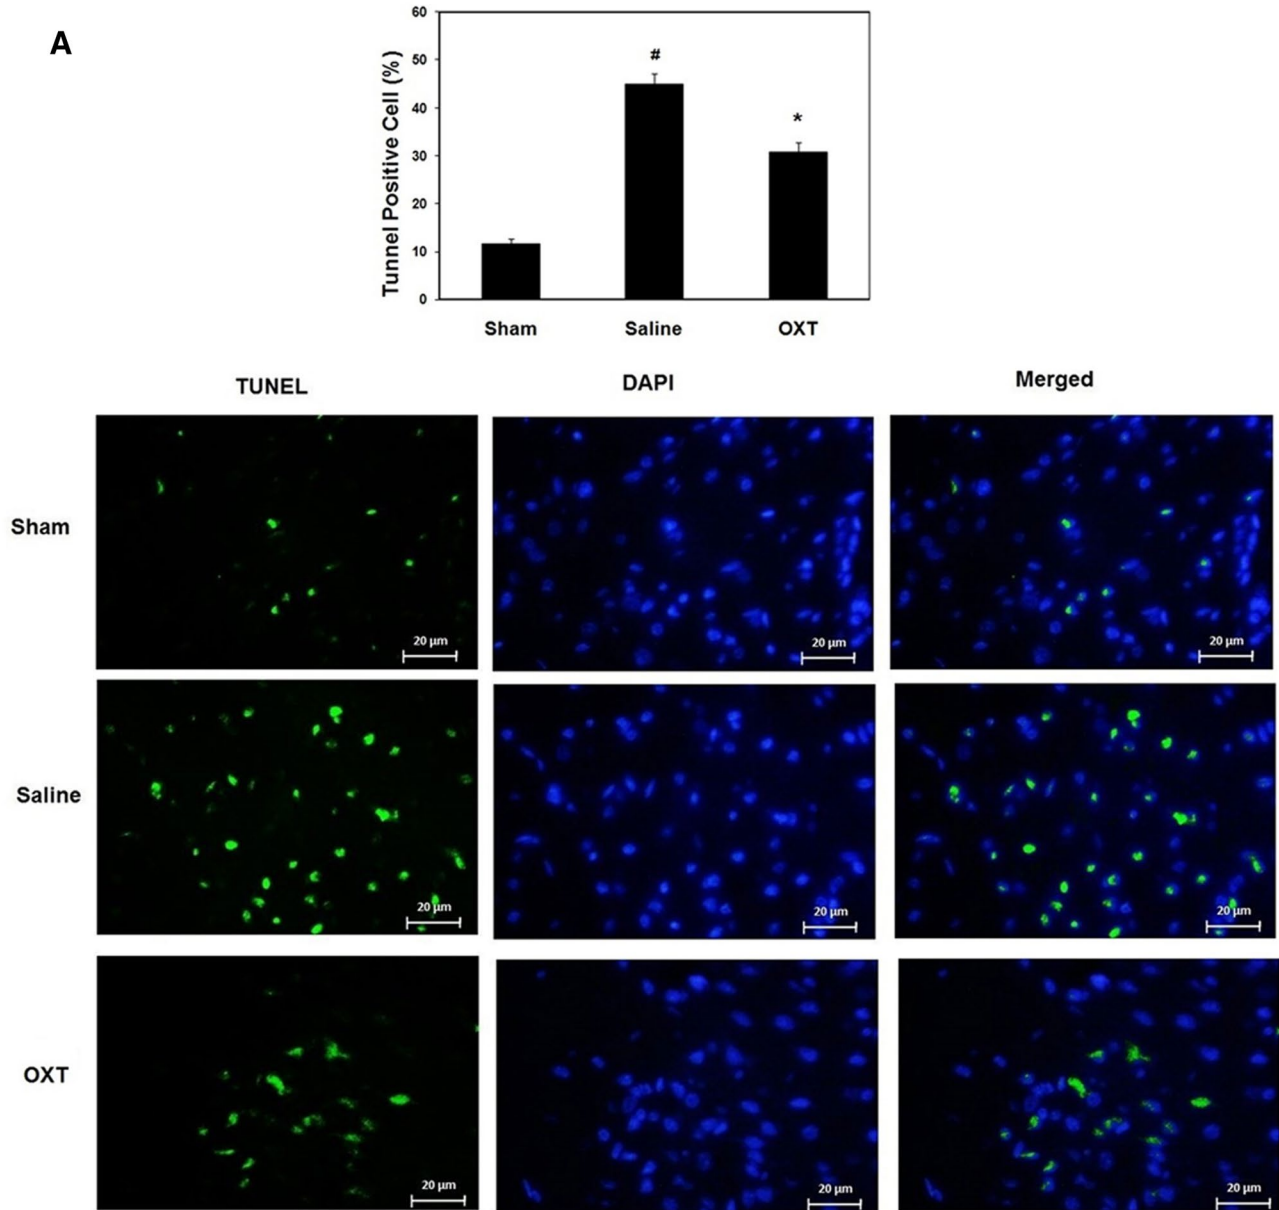 A
Tunnel Positive Cell (%)
60
50
40
30
20
10
0
#
*
Sham Saline OXT
TUNEL DAPI Merged
Sham
20 µm 20 µm 20 µm
Saline
20 µm 20 µm 20 µm
OXT
20 µm 20 µm 20 µm